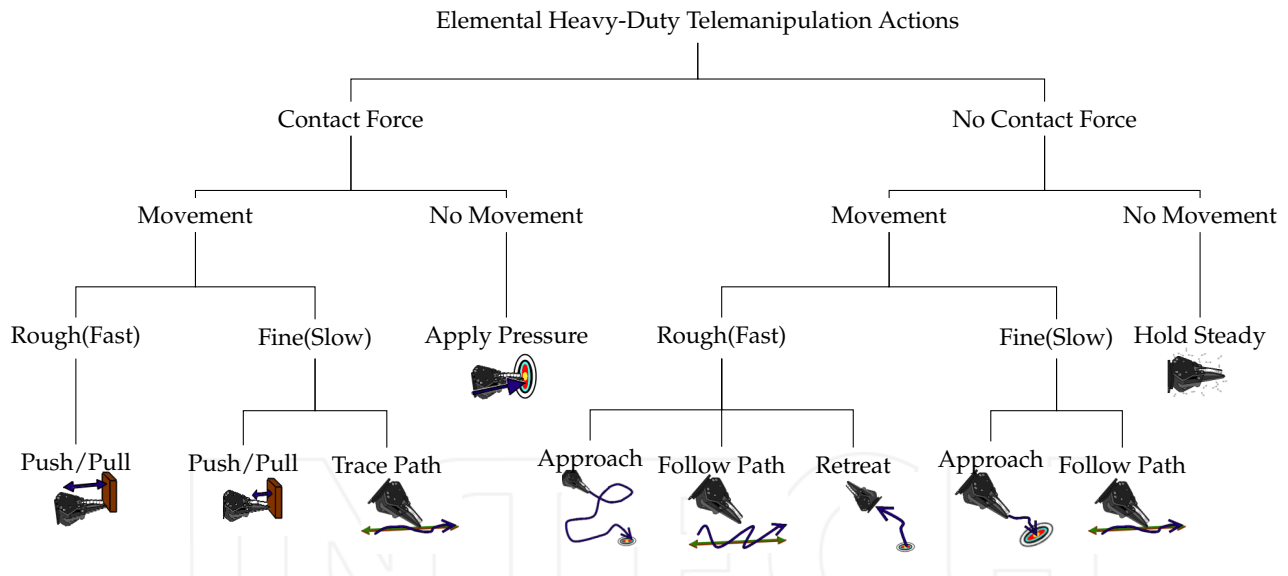 Elemental Heavy-Duty Telemanipulation Actions
Contact Force
No Contact Force
Movement
No Movement
Movement
No Movement
Rough(Fast)
Fine(Slow)
Apply Pressure
Rough(Fast)
Fine(Slow)
Hold Steady
Push/Pull
Push/Pull
Trace Path
Approach
Follow Path
Retreat
Approach
Follow Path
INTECH